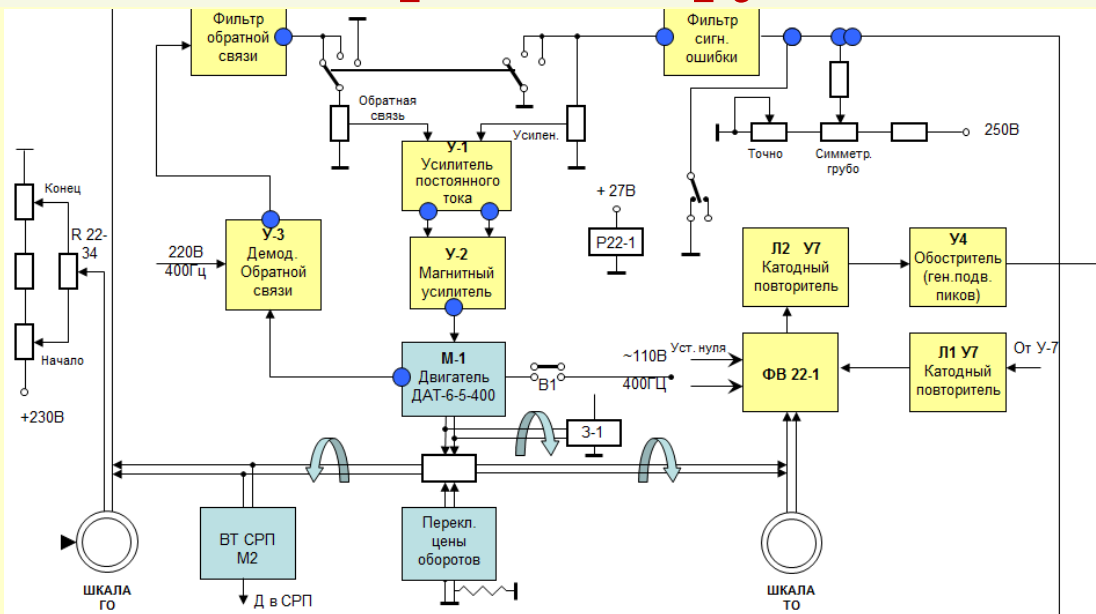 Фильтр
обратной
связи
Фильтр
сигн.
ошибки
Обратная
связь
Усилен.
250В
Точно
Симметр.
грубо
У-1
Усилитель
постоянного
тока
Конец
R 22-
34
Начало
+230В
+ 27В
Р22-1
220В
400Гц
У-3
Демод.
Обратной
связи
У-2
Магнитный
усилитель
Л2 У7
Катодный
повторитель
У4
Обостритель
(ген.подв.
пиков)
М-1
Двигатель
ДАТ-6-5-400
В1
~110В
400ГЦ
Уст. нуля
ФВ 22-1
Л1 У7
Катодный
повторитель
От У-7
З-1
ВТ СРП
М2
Перекл.
цены
оборотов
ШКАЛА
ГО
Д в СРП
ШКАЛА
ТО